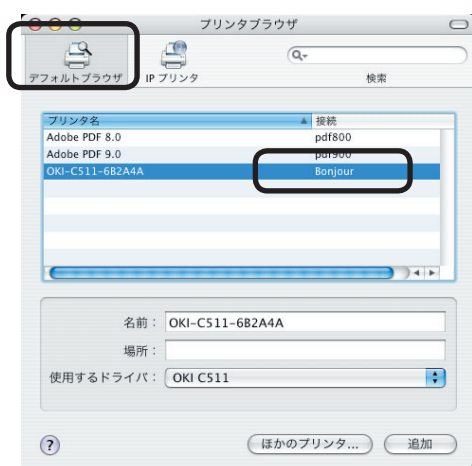 プリンタブラウザ
デフォルトブラウザ IP プリンタ 検索
プリンタ名 接続
Adobe PDF 8.0 pdf800
Adobe PDF 9.0 pdf900
OKI-C511-6B2A4A Bonjour
名前： OKI-C511-6B2A4A
場所：
使用するドライバ： OKI C511
? ほかのプリンタ... 追加